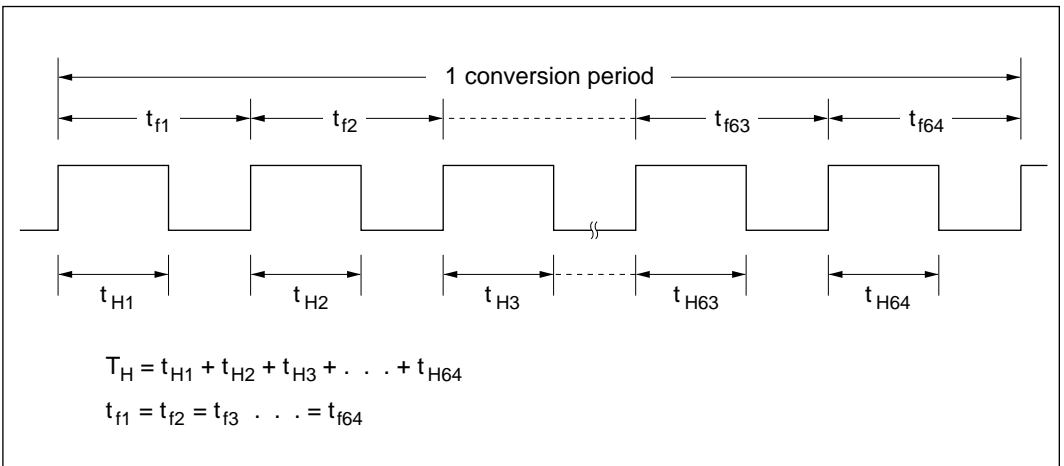 1 conversion period
tf1 tf2 tf63 tf64
tH1 tH2 tH3 tH63 tH64
TH = tH1 + tH2 + tH3 + . . . + tH64
tf1 = tf2 = tf3 . . . = tf64